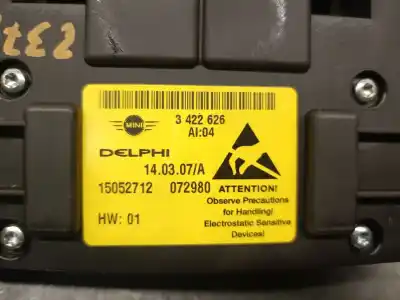 MINI
3 422 626
AI:04
DELPHI
14.03.07/A
15052712 072980
ATTENTION!
Observe Precautions
for Handling
Electrostatic Sensitive
Devices!
HW: 01